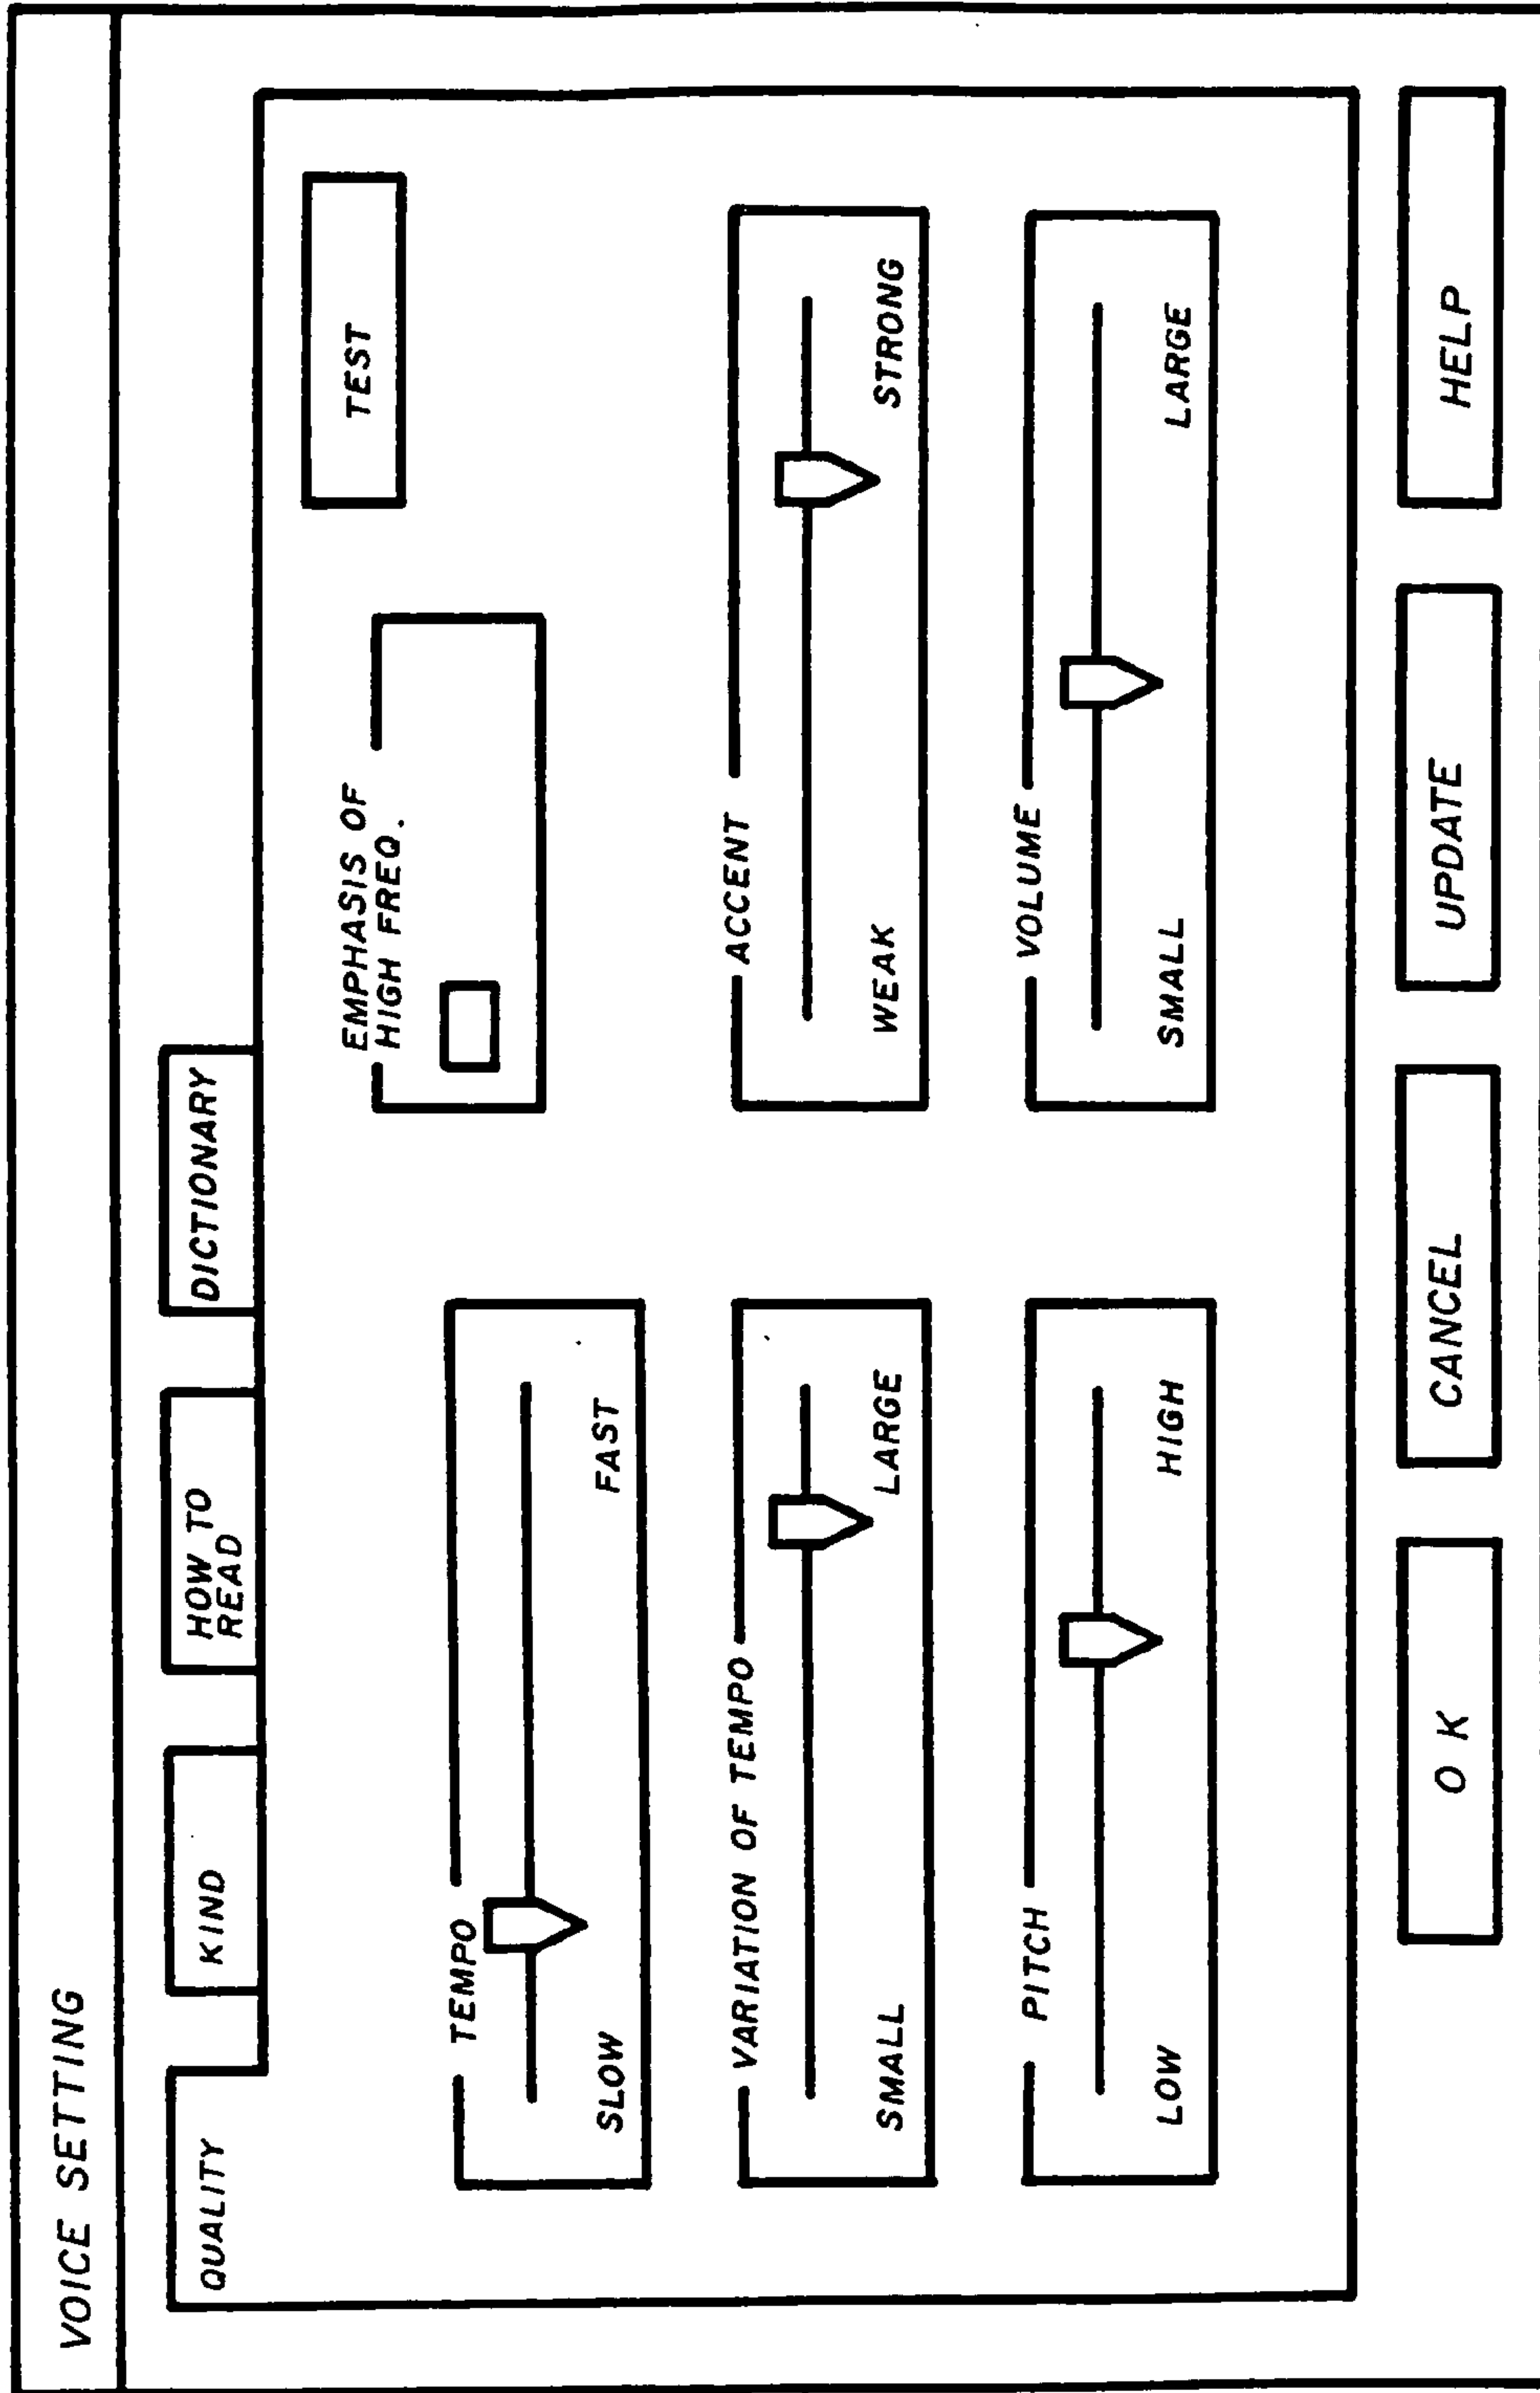 VOICE SETTING
QUALITY
KIND
HOW TO
READ
DICTIONARY
TEST
EMPHASIS OF
HIGH FREQ.
TEMPO
SLOW
FAST
VARIATION OF TEMPO
SMALL
LARGE
ACCENT
WEAK
STRONG
PITCH
LOW
HIGH
VOLUME
SMALL
LARGE
OK
CANCEL
UPDATE
HELP